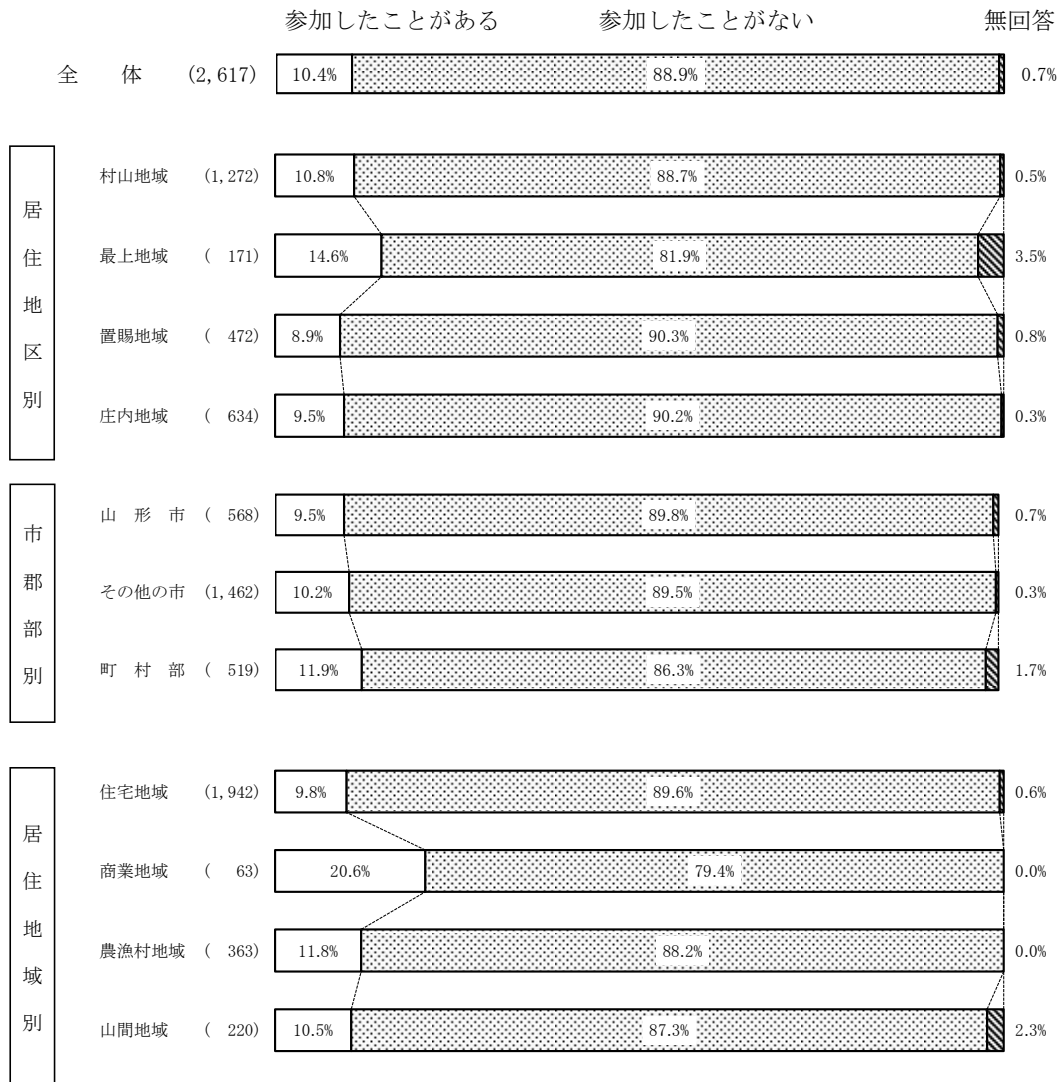 参加したことがある 参加したことがない 無回答
全 体 (2,617) 10.4% 88.9% 0.7%
居住地区別
村山地域 (1,272) 10.8% 88.7% 0.5%
最上地域 ( 171) 14.6% 81.9% 3.5%
置賜地域 ( 472) 8.9% 90.3% 0.8%
庄内地域 ( 634) 9.5% 90.2% 0.3%
市郡部別
山 形 市 ( 568) 9.5% 89.8% 0.7%
その他の市 (1,462) 10.2% 89.5% 0.3%
町 村 部 ( 519) 11.9% 86.3% 1.7%
居住地域別
住宅地域 (1,942) 9.8% 89.6% 0.6%
商業地域 ( 63) 20.6% 79.4% 0.0%
農漁村地域 ( 363) 11.8% 88.2% 0.0%
山間地域 ( 220) 10.5% 87.3% 2.3%